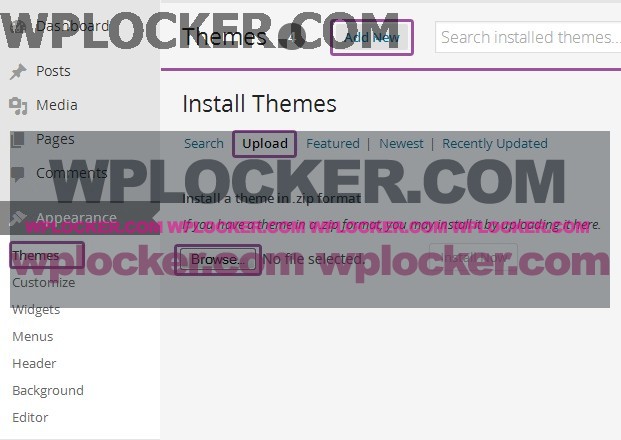 WPLOCKER.COM
Dashboard
Themes 4 Add New Search installed themes...
Posts
Media
Pages
Comments
Appearance
Themes
Customize
Widgets
Menus
Header
Background
Editor
Install Themes
Search Upload Featured | Newest | Recently Updated
WPLOCKER.COM
Install a theme in .zip format
If you have a theme in a .zip format, you may install it by uploading it here.
WPLOCKER.COM WPLOCKER.COM WPLOCKER.COM WPLOCKER.COM
Browse... No file selected. Install Now
wplocker.com wplocker.com